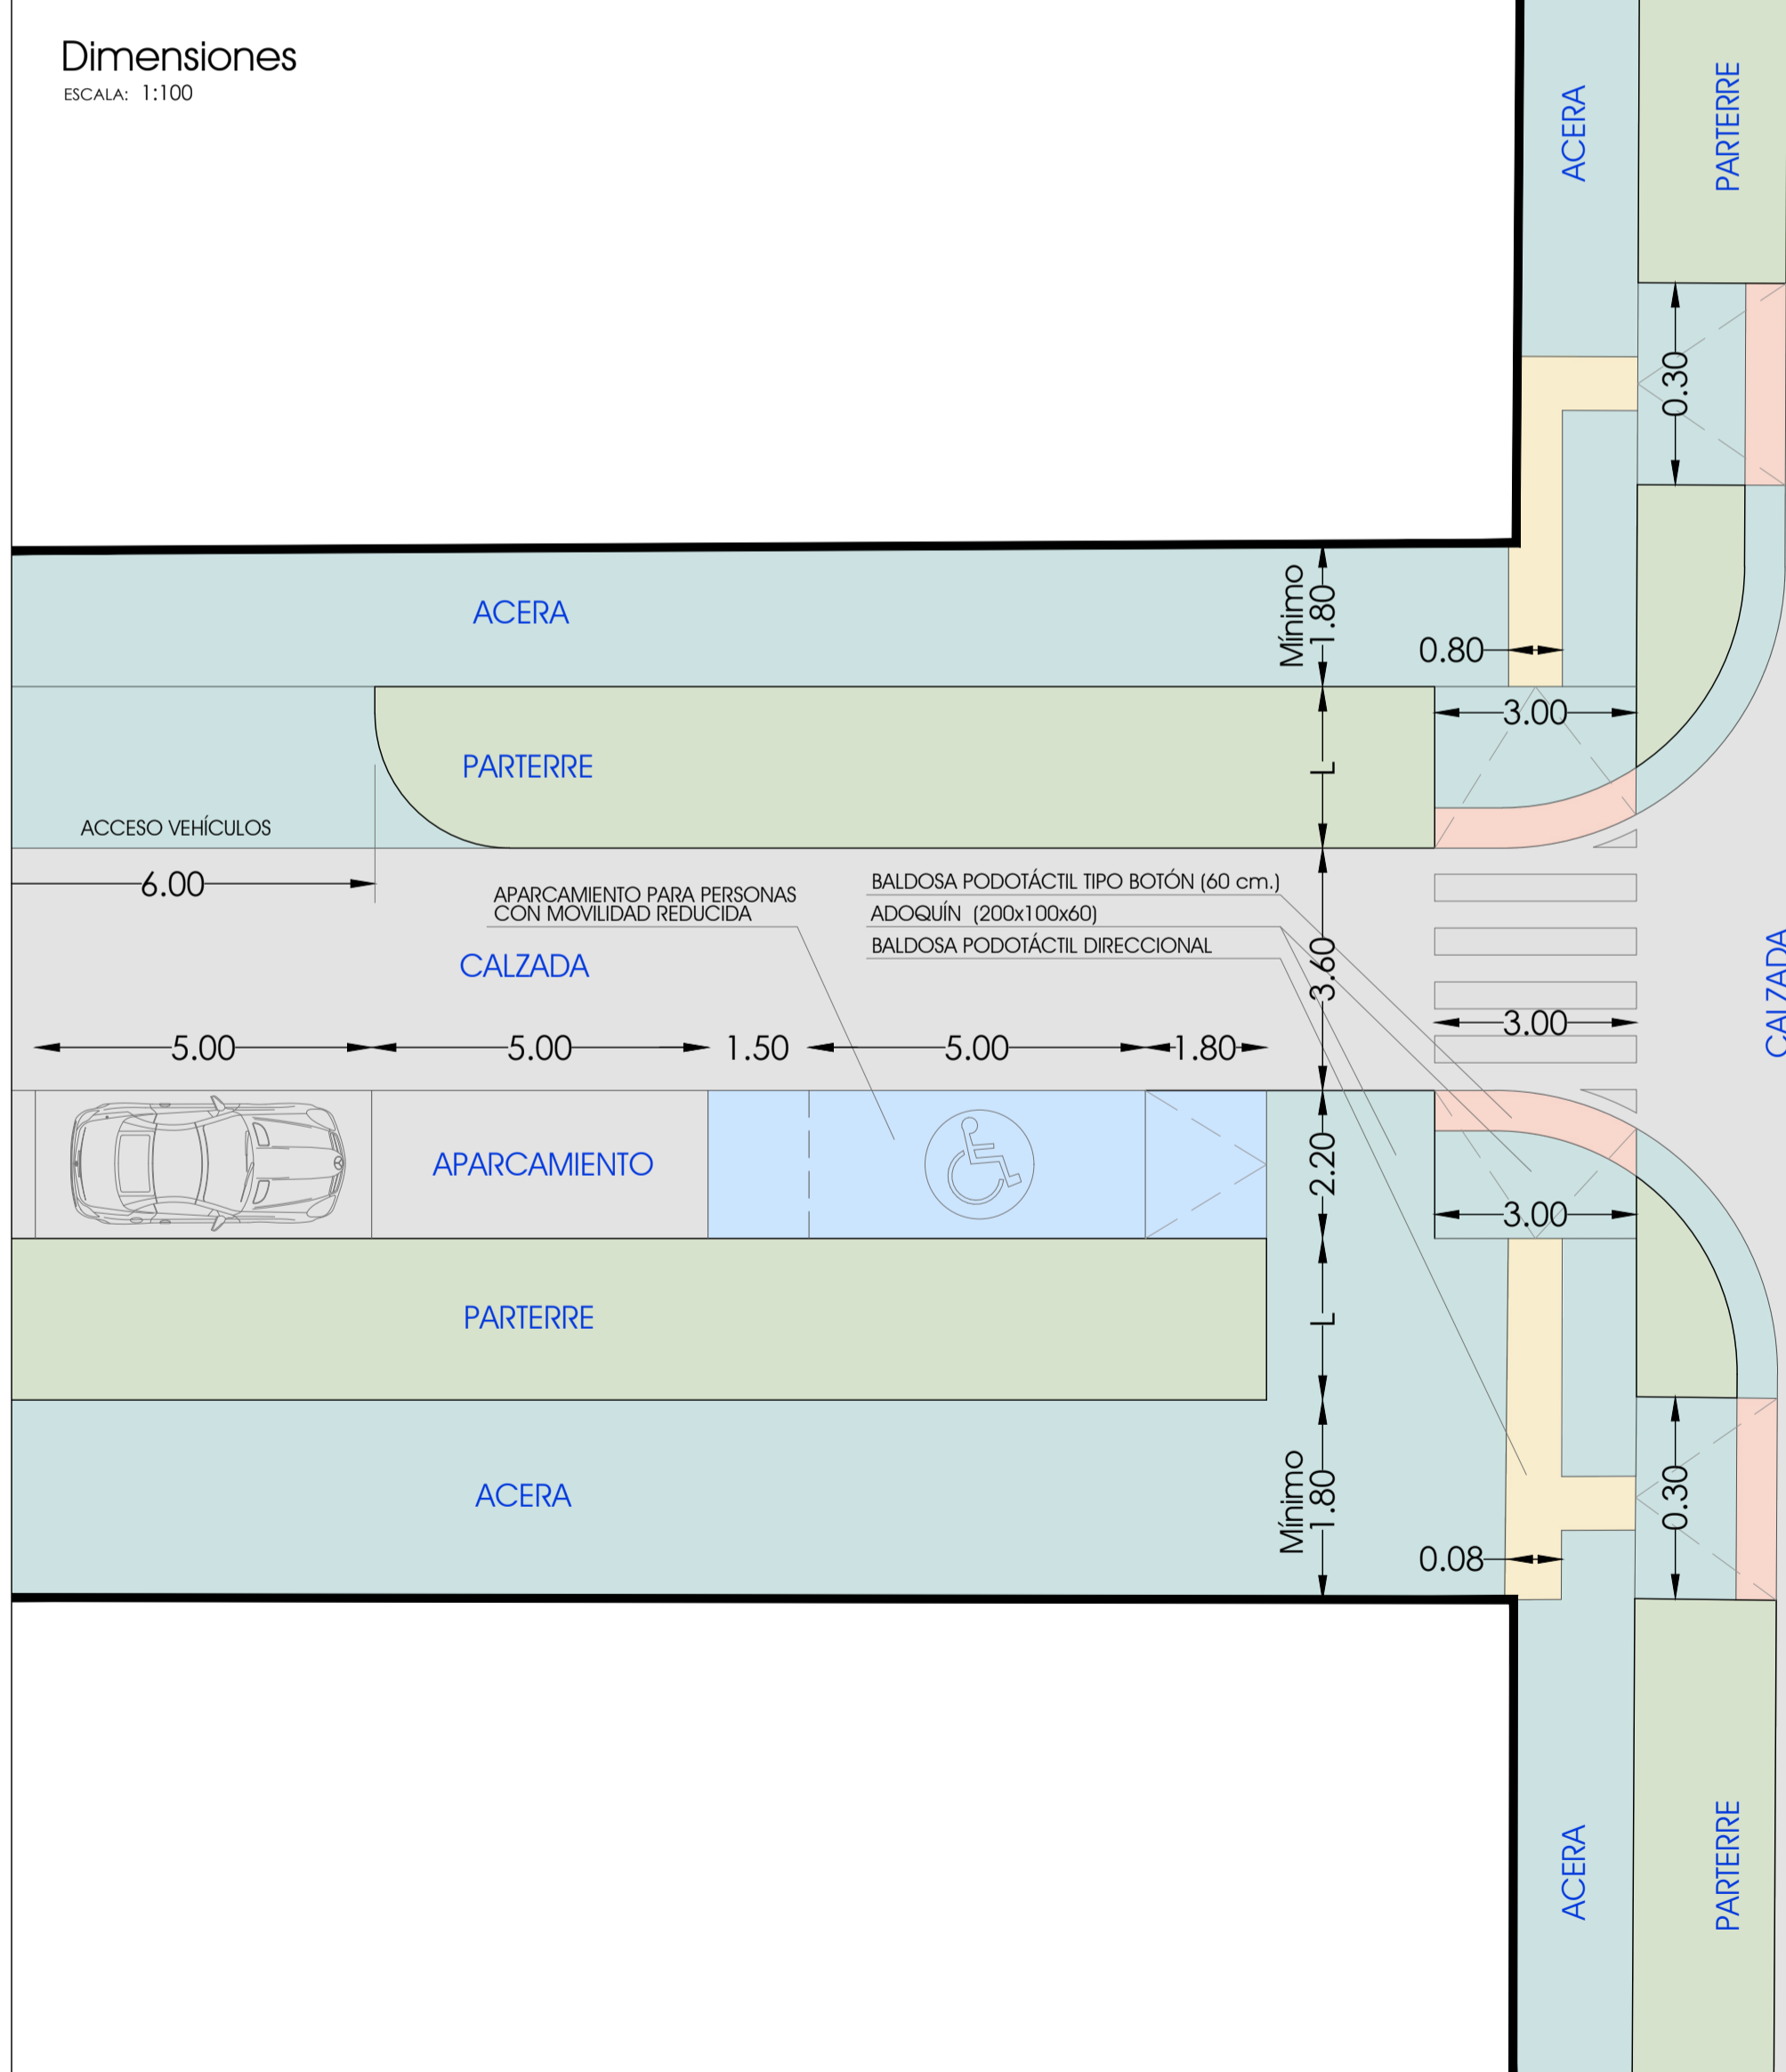 Dimensiones
ESCALA: 1:100
ACERA
PARTERRE
0.30
ACERA
Mínimo
1.80
0.80
3.00
PARTERRE
L
ACCESO VEHÍCULOS
6.00
APARCAMIENTO PARA PERSONAS
CON MOVILIDAD REDUCIDA
BALDOSA PODOTÁCTIL TIPO BOTÓN (60 cm.)
ADOQUÍN (200x100x60)
BALDOSA PODOTÁCTIL DIRECCIONAL
CALZADA
3.60
CALZADA
5.00
5.00
1.50
5.00
1.80
3.00
APARCAMIENTO
2.20
3.00
PARTERRE
L
ACERA
Mínimo
1.80
0.30
0.08
ACERA
PARTERRE